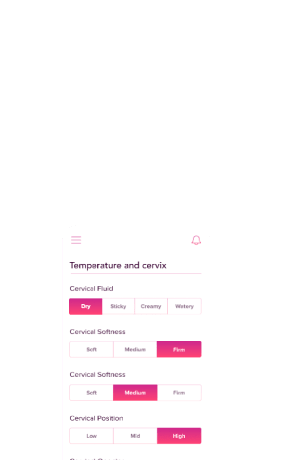 Temperature and cervix
Cervical Fluid
Dry Sticky Creamy Watery
Cervical Softness
Soft Medium Firm
Cervical Softness
Soft Medium Firm
Cervical Position
Low Mid High